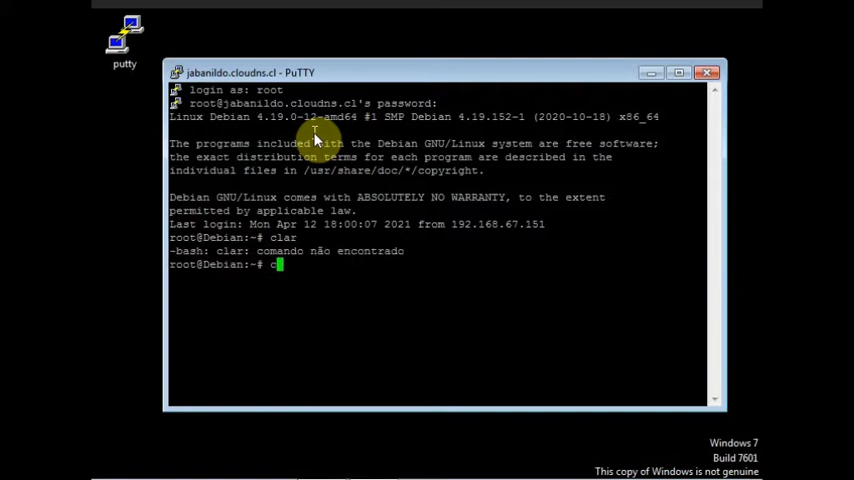 putty
jabanildo.cloudns.cl - PuTTY
login as: root
root@jabanildo.cloudns.cl's password:
Linux Debian 4.19.0-12-amd64 #1 SMP Debian 4.19.152-1 (2020-10-18) x86_64
The programs included with the Debian GNU/Linux system are free software;
the exact distribution terms for each program are described in the
individual files in /usr/share/doc/*/copyright.
Debian GNU/Linux comes with ABSOLUTELY NO WARRANTY, to the extent
permitted by applicable law.
Last login: Mon Apr 12 18:00:07 2021 from 192.168.67.151
root@Debian:~# clar
-bash: clar: comando não encontrado
root@Debian:~# c
Windows 7
Build 7601
This copy of Windows is not genuine